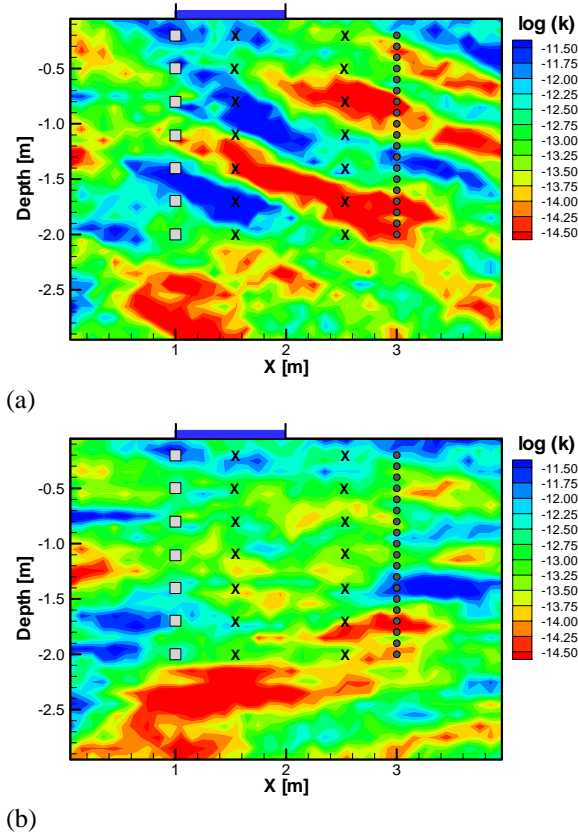 log (k)
-11.50
-11.75
-12.00
-12.25
-12.50
-12.75
-13.00
-13.25
-13.50
-13.75
-14.00
-14.25
-14.50
Depth [m]
-0.5
-1.0
-1.5
-2.0
-2.5
X X
X X
X X
X X
X X
X X
X X
1 2 3
X [m]
(a)
log (k)
-11.50
-11.75
-12.00
-12.25
-12.50
-12.75
-13.00
-13.25
-13.50
-13.75
-14.00
-14.25
-14.50
Depth [m]
-0.5
-1.0
-1.5
-2.0
-2.5
X X
X X
X X
X X
X X
X X
X X
1 2 3
X [m]
(b)